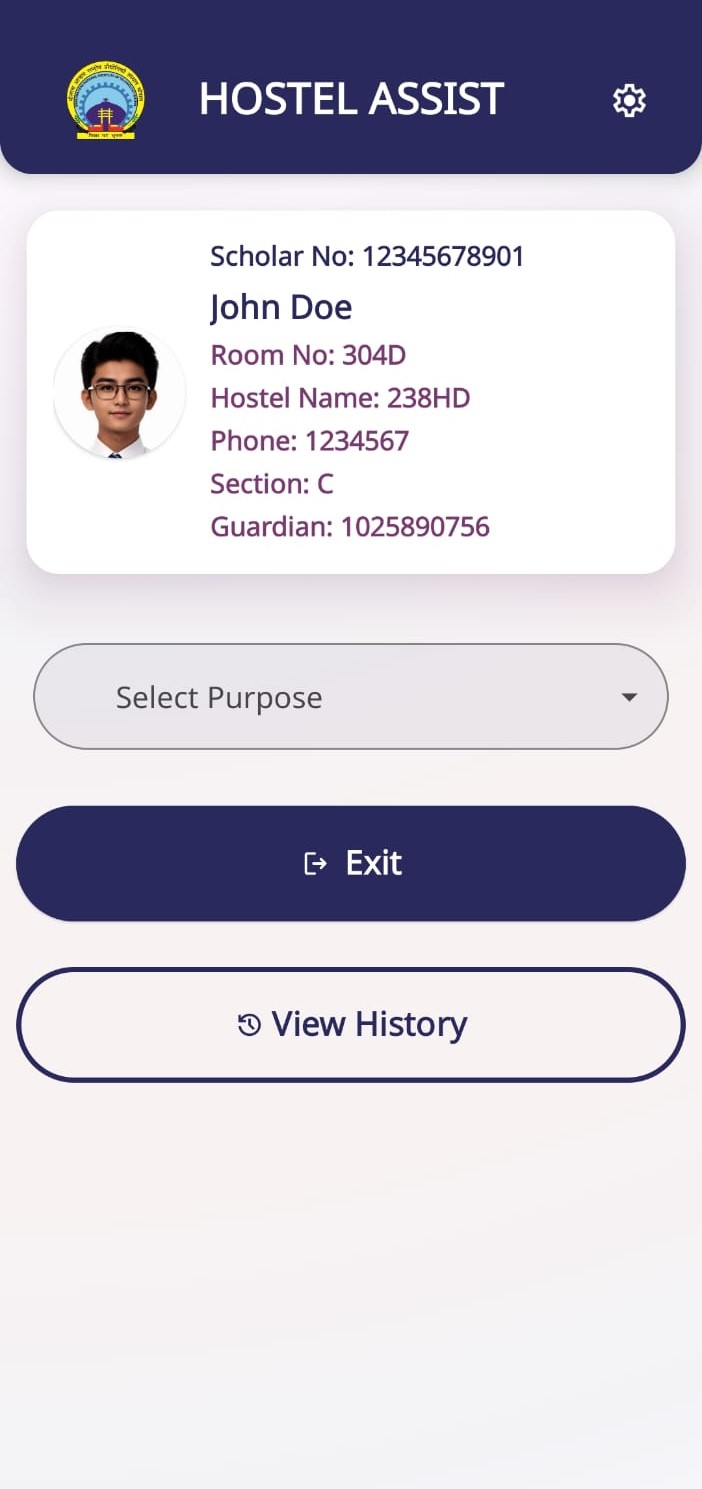 HOSTEL ASSIST
Scholar No: 12345678901
John Doe
Room No: 304D
Hostel Name: 238HD
Phone: 1234567
Section: C
Guardian: 1025890756
Select Purpose
Exit
View History